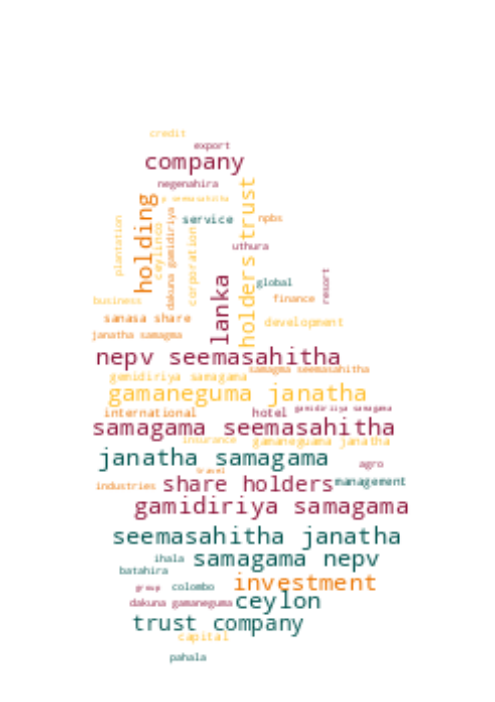 credit
export
company
negenahira
e seemasahitha
holding
plantation
ceylinco
dakuna gamidiriya
corporation
service
holders trust
npbs
uthura
lanka
global
resort
business
finance
sanasa share
development
janatha samagma
nepv seemasahitha
samagma seemasahitha
gemidiriya samagama
gamaneguma janatha
international
hotel
gamidiriya samagama
samagama seemasahitha
insurance
gamaneguama janatha
janatha samagama
agro
travel
industries
share holders
management
gamidiriya samagama
seemasahitha janatha
ihala
samagama nepv
batahira
group
colombo
investment
dakuna gamaneguma
ceylon
trust company
capital
pahala